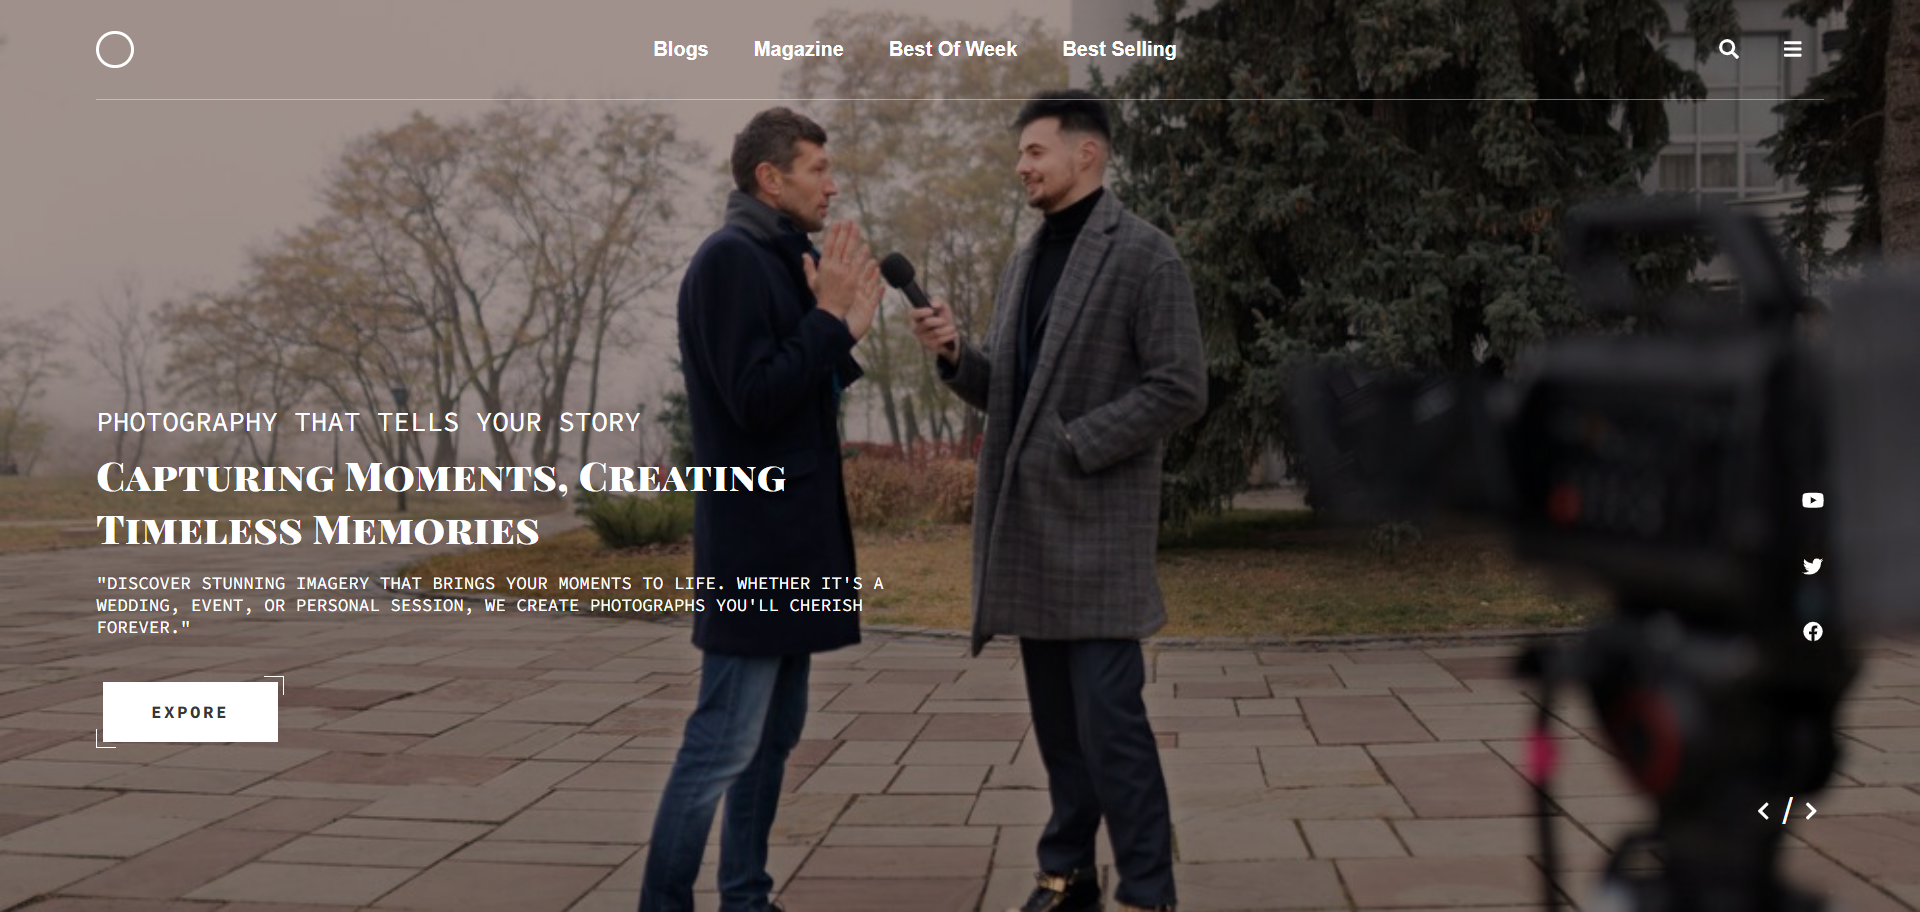 Blogs Magazine Best Of Week Best Selling
PHOTOGRAPHY THAT TELLS YOUR STORY
Capturing Moments, Creating
Timeless Memories
"DISCOVER STUNNING IMAGERY THAT BRINGS YOUR MOMENTS TO LIFE. WHETHER IT'S A
WEDDING, EVENT, OR PERSONAL SESSION, WE CREATE PHOTOGRAPHS YOU'LL CHERISH
FOREVER."
EXPORE
/